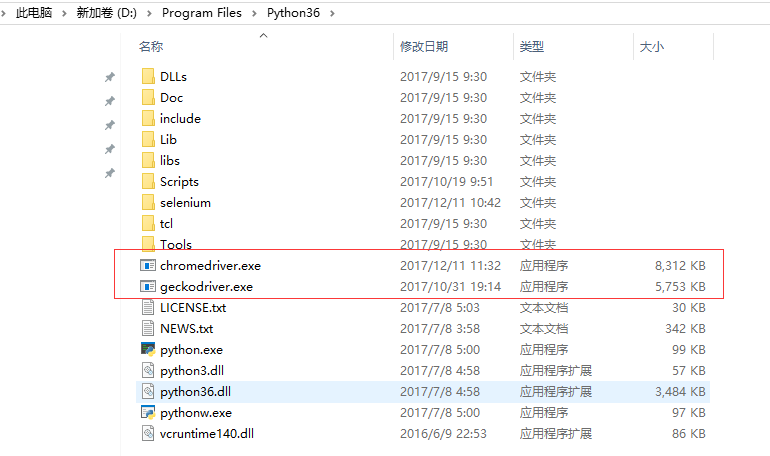 此电脑 > 新加卷 (D:) > Program Files > Python36 >
名称 修改日期 类型 大小
DLLs 2017/9/15 9:30 文件夹
Doc 2017/9/15 9:30 文件夹
include 2017/9/15 9:30 文件夹
Lib 2017/9/15 9:30 文件夹
libs 2017/9/15 9:30 文件夹
Scripts 2017/10/19 9:51 文件夹
selenium 2017/12/11 10:42 文件夹
tcl 2017/9/15 9:30 文件夹
Tools 2017/9/15 9:30 文件夹
chromedriver.exe 2017/12/11 11:32 应用程序 8,312 KB
geckodriver.exe 2017/10/31 19:14 应用程序 5,753 KB
LICENSE.txt 2017/7/8 5:03 文本文档 30 KB
NEWS.txt 2017/7/8 3:58 文本文档 342 KB
python.exe 2017/7/8 5:00 应用程序 99 KB
python3.dll 2017/7/8 4:58 应用程序扩展 57 KB
python36.dll 2017/7/8 4:58 应用程序扩展 3,484 KB
pythonw.exe 2017/7/8 5:00 应用程序 97 KB
vcruntime140.dll 2016/6/9 22:53 应用程序扩展 86 KB